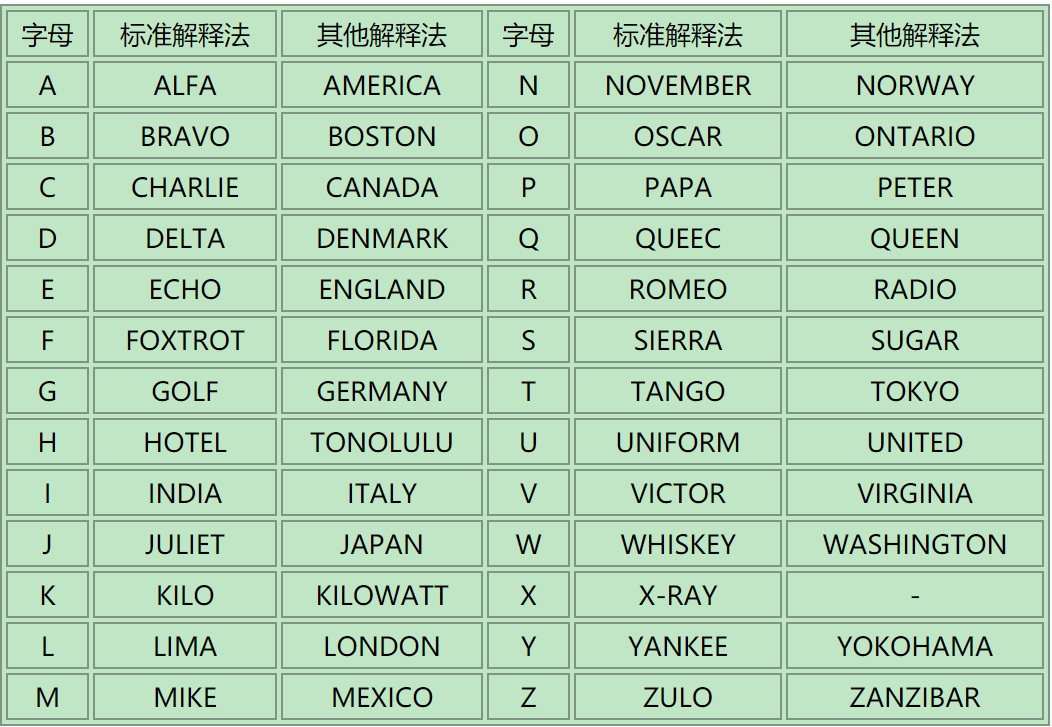 字母 标准解释法 其他解释法 字母 标准解释法 其他解释法
A ALFA AMERICA N NOVEMBER NORWAY
B BRAVO BOSTON O OSCAR ONTARIO
C CHARLIE CANADA P PAPA PETER
D DELTA DENMARK Q QUEEC QUEEN
E ECHO ENGLAND R ROMEO RADIO
F FOXTROT FLORIDA S SIERRA SUGAR
G GOLF GERMANY T TANGO TOKYO
H HOTEL TONOLULU U UNIFORM UNITED
I INDIA ITALY V VICTOR VIRGINIA
J JULIET JAPAN W WHISKEY WASHINGTON
K KILO KILOWATT X X-RAY -
L LIMA LONDON Y YANKEE YOKOHAMA
M MIKE MEXICO Z ZULO ZANZIBAR